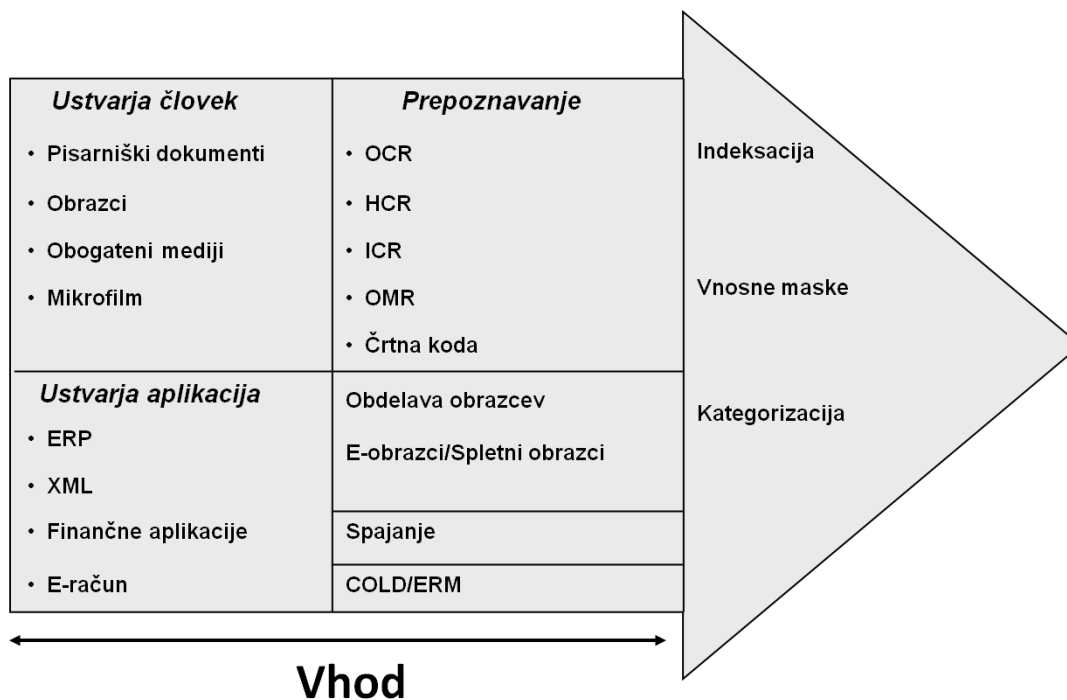 Ustvarja človek
• Pisarniški dokumenti
• Obrazci
• Obogateni mediji
• Mikrofilm
Prepoznavanje
• OCR
• HCR
• ICR
• OMR
• Črtna koda
Ustvarja aplikacija
• ERP
• XML
• Finančne aplikacije
• E-račun
Obdelava obrazcev
E-obrazci/Spletni obrazci
Spajanje
COLD/ERM
Indeksacija
Vnosne maske
Kategorizacija
Vhod